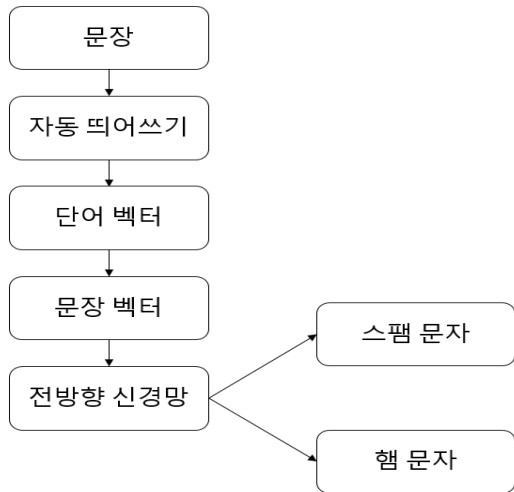 문장
자동 띄어쓰기
단어 벡터
문장 벡터
전방향 신경망
스팸 문자
햄 문자